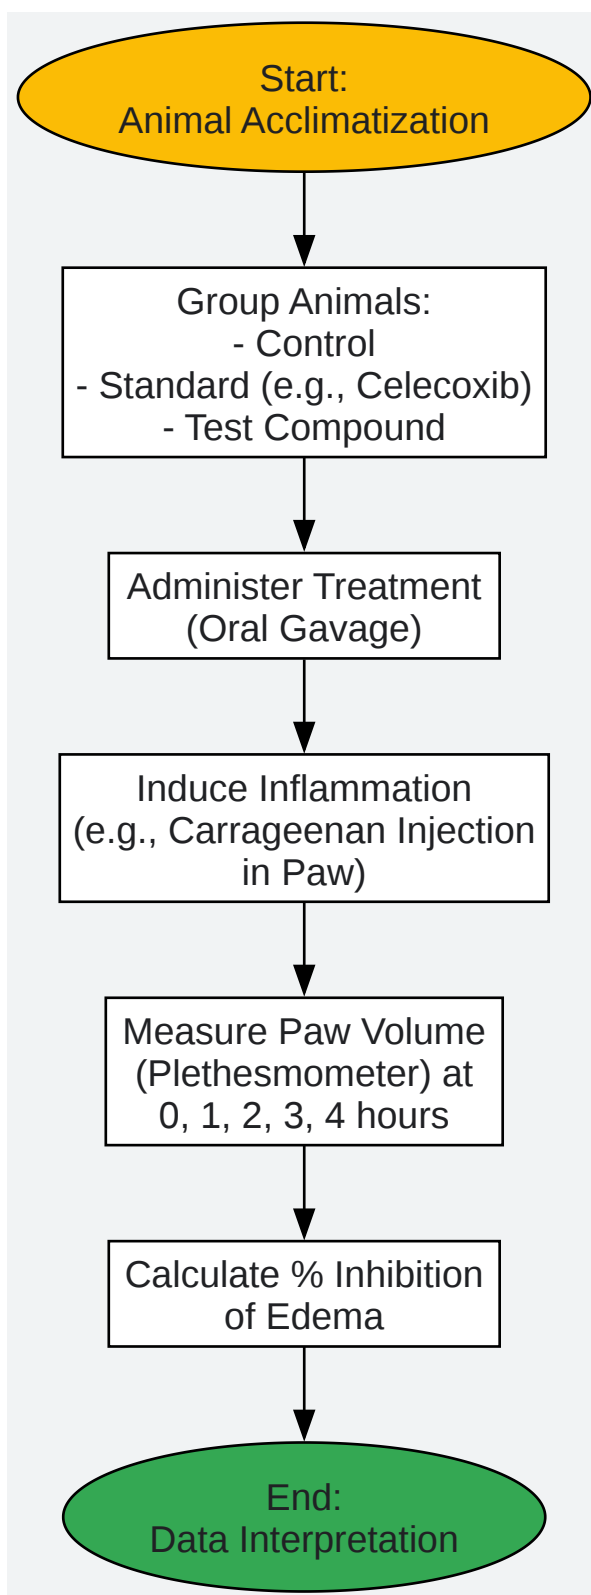 Start:
Animal Acclimatization
Group Animals:
- Control
- Standard (e.g., Celecoxib)
- Test Compound
Administer Treatment
(Oral Gavage)
Induce Inflammation
(e.g., Carrageenan Injection
in Paw)
Measure Paw Volume
(Plethesmometer) at
0, 1, 2, 3, 4 hours
Calculate % Inhibition
of Edema
End:
Data Interpretation